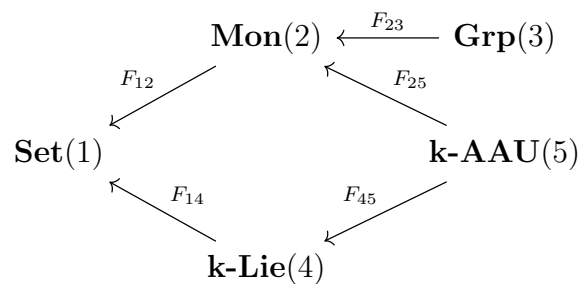 Mon(2)
F₂₃
Grp(3)
F₁₂
F₂₅
Set(1)
k-AAU(5)
F₁₄
F₄₅
k-Lie(4)